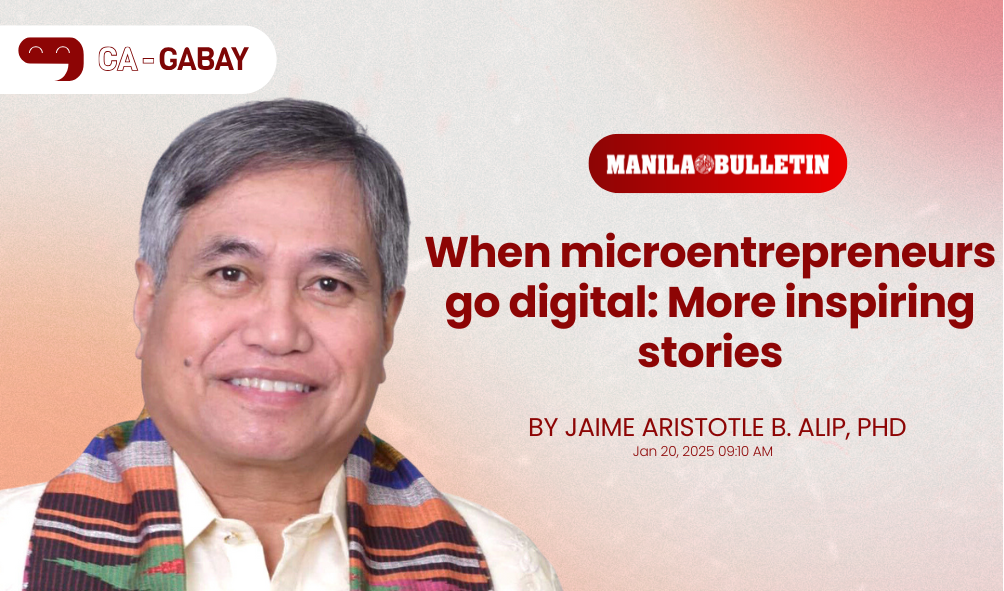 CA-GABAY
MANILA BULLETIN
When microentrepreneurs
go digital: More inspiring
stories
BY JAIME ARISTOTLE B. ALIP, PHD
Jan 20, 2025 09:10 AM